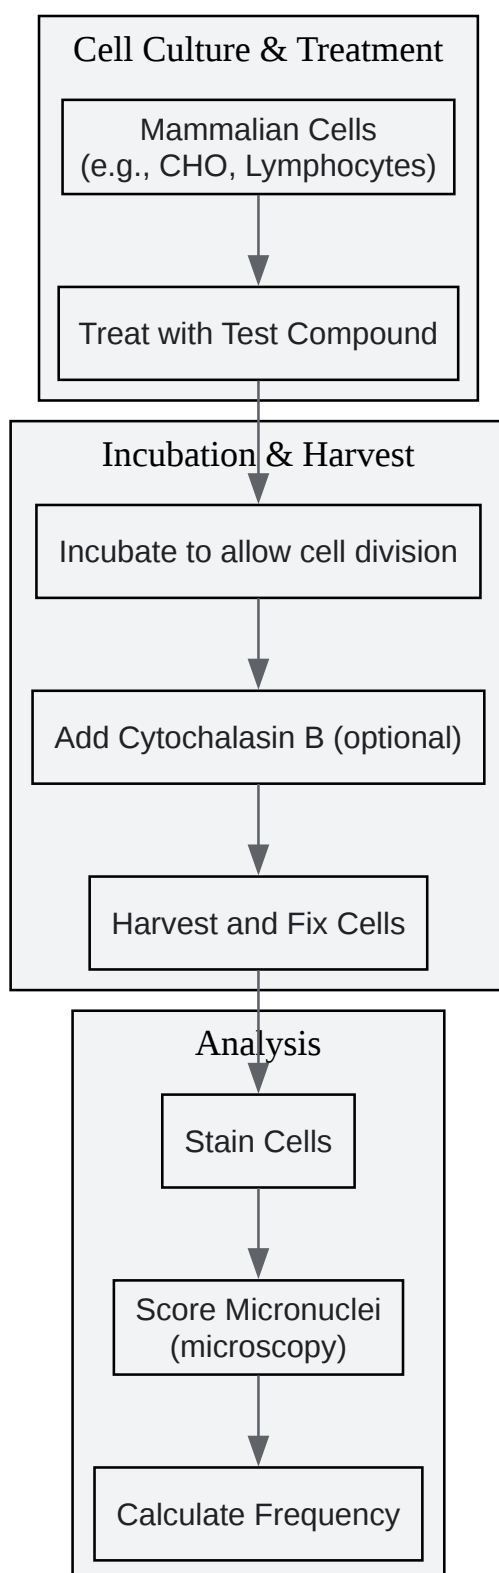 Cell Culture & Treatment
Mammalian Cells
(e.g., CHO, Lymphocytes)
Treat with Test Compound
Incubation & Harvest
Incubate to allow cell division
Add Cytochalasin B (optional)
Harvest and Fix Cells
Analysis
Stain Cells
Score Micronuclei
(microscopy)
Calculate Frequency